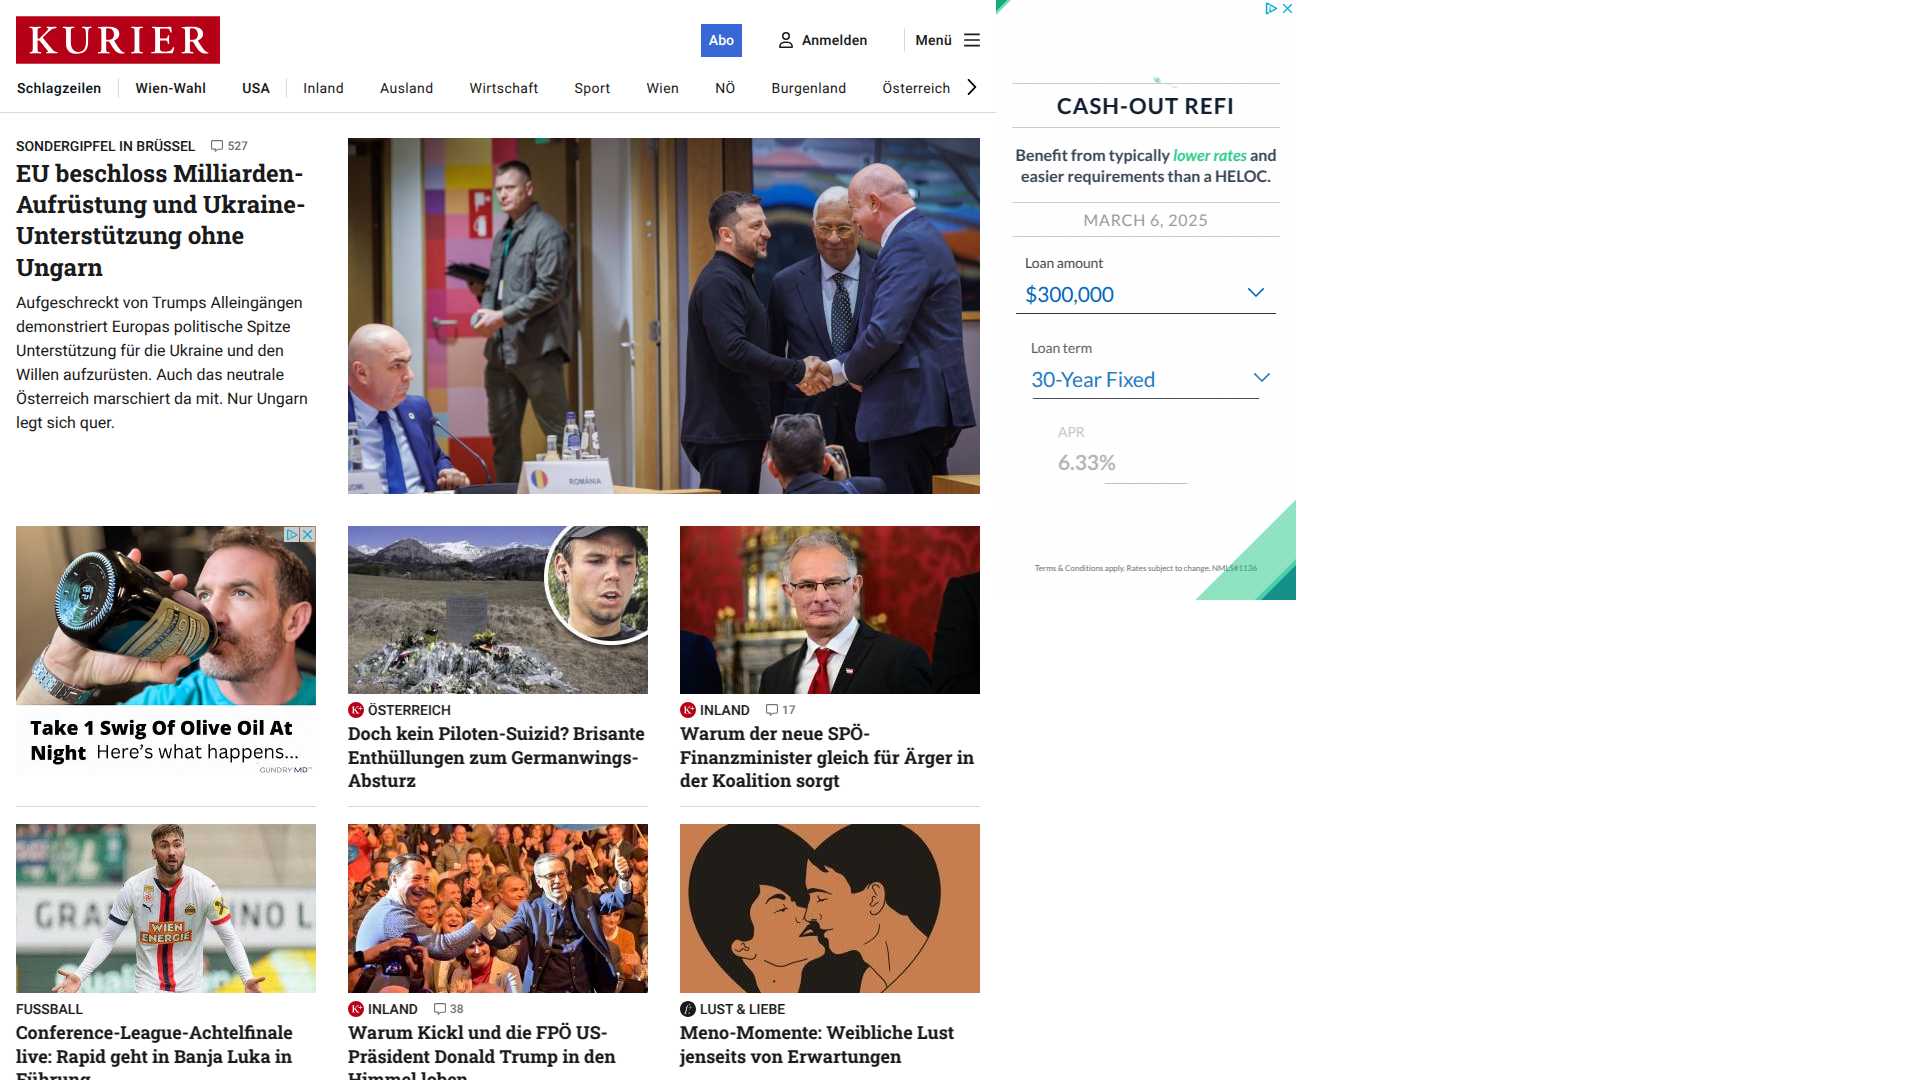 KURIER
Abo
Anmelden
Menü
Schlagzeilen
Wien-Wahl
USA
Inland
Ausland
Wirtschaft
Sport
Wien
NÖ
Burgenland
Österreich
SONDERGIPFEL IN BRÜSSEL 527
EU beschloss Milliarden-
Aufrüstung und Ukraine-
Unterstützung ohne
Ungarn
Aufgeschreckt von Trumps Alleingängen
demonstriert Europas politische Spitze
Unterstützung für die Ukraine und den
Willen aufzurüsten. Auch das neutrale
Österreich marschiert da mit. Nur Ungarn
legt sich quer.
ROMÂNIA
CASH-OUT REFI
Benefit from typically lower rates and
easier requirements than a HELOC.
MARCH 6, 2025
Loan amount
$300,000
Loan term
30-Year Fixed
APR
6.33%
Terms & Conditions apply. Rates subject to change. NMLS#1136
Take 1 Swig Of Olive Oil At
Night Here's what happens...
GUNDRY MD™
K+ ÖSTERREICH
Doch kein Piloten-Suizid? Brisante
Enthüllungen zum Germanwings-
Absturz
K+ INLAND 17
Warum der neue SPÖ-
Finanzminister gleich für Ärger in
der Koalition sorgt
WIEN
ENERGIE
FUSSBALL
Conference-League-Achtelfinale
live: Rapid geht in Banja Luka in
Führung
K+ INLAND 38
Warum Kickl und die FPÖ US-
Präsident Donald Trump in den
Himmel loben
LUST & LIEBE
Meno-Momente: Weibliche Lust
jenseits von Erwartungen